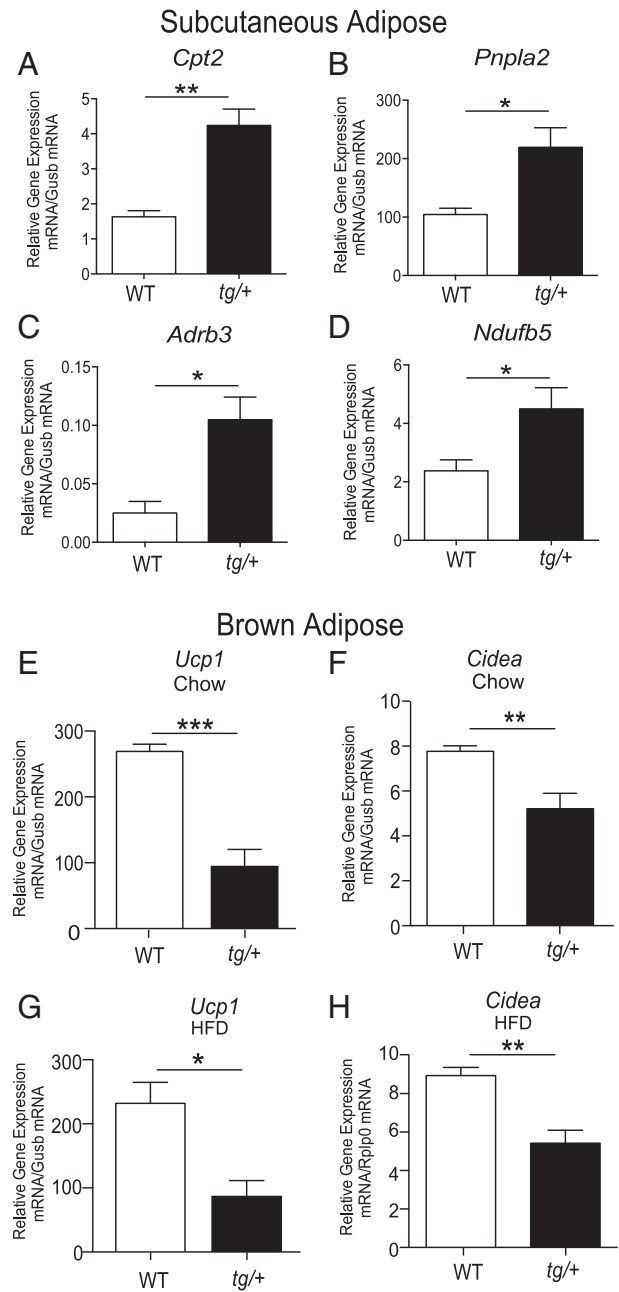 Subcutaneous Adipose
A
Cpt2
Relative Gene Expression
mRNA/Gusb mRNA
5
4
3
2
1
0
**
WT
tg/+
B
Pnpla2
Relative Gene Expression
mRNA/Gusb mRNA
300
200
100
0
*
WT
tg/+
C
Adrb3
Relative Gene Expression
mRNA/Gusb mRNA
0.15
0.10
0.05
0.00
*
WT
tg/+
D
Ndufb5
Relative Gene Expression
mRNA/Gusb mRNA
6
4
2
0
*
WT
tg/+
Brown Adipose
E
Ucp1
Chow
Relative Gene Expression
mRNA/Gusb mRNA
300
200
100
0
***
WT
tg/+
F
Cidea
Chow
Relative Gene Expression
mRNA/Gusb mRNA
10
8
6
4
2
0
**
WT
tg/+
G
Ucp1
HFD
Relative Gene Expression
mRNA/Gusb mRNA
300
200
100
0
*
WT
tg/+
H
Cidea
HFD
Relative Gene Expression
mRNA/Rplp0 mRNA
10
8
6
4
2
0
**
WT
tg/+